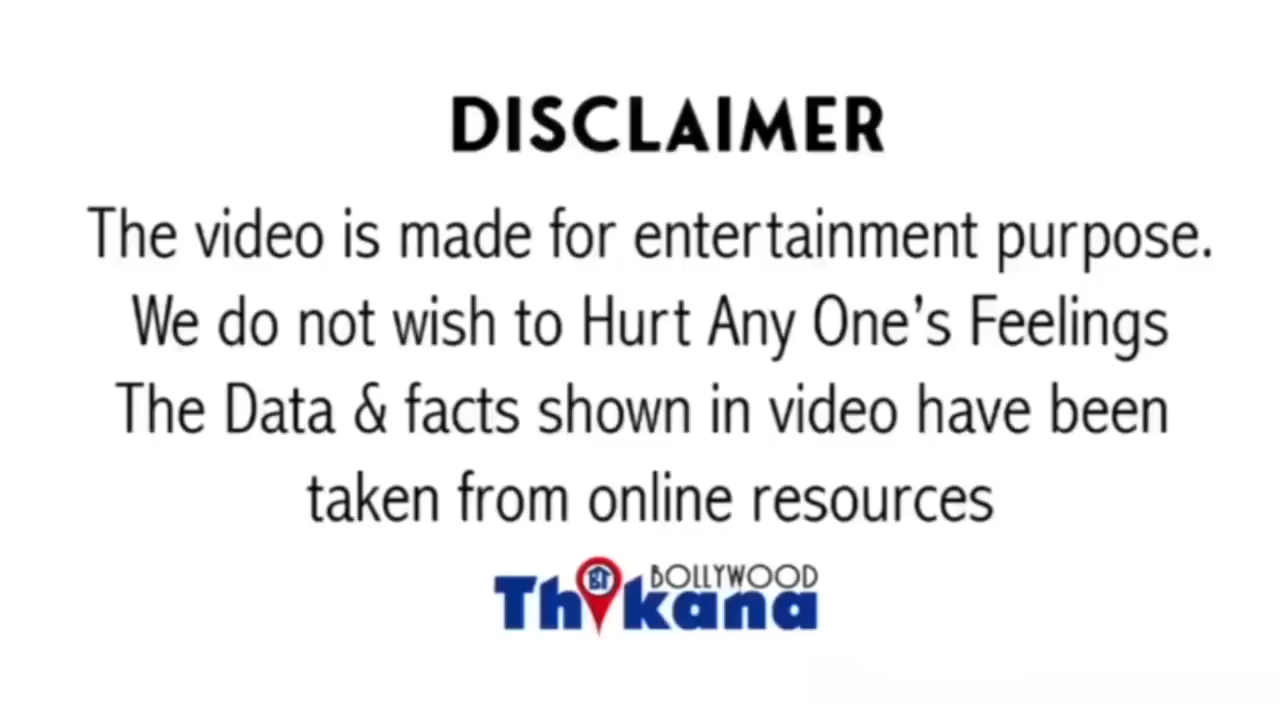 DISCLAIMER
The video is made for entertainment purpose.
We do not wish to Hurt Any One's Feelings
The Data & facts shown in video have been
taken from online resources
BT
BOLLYWOOD
Thikana